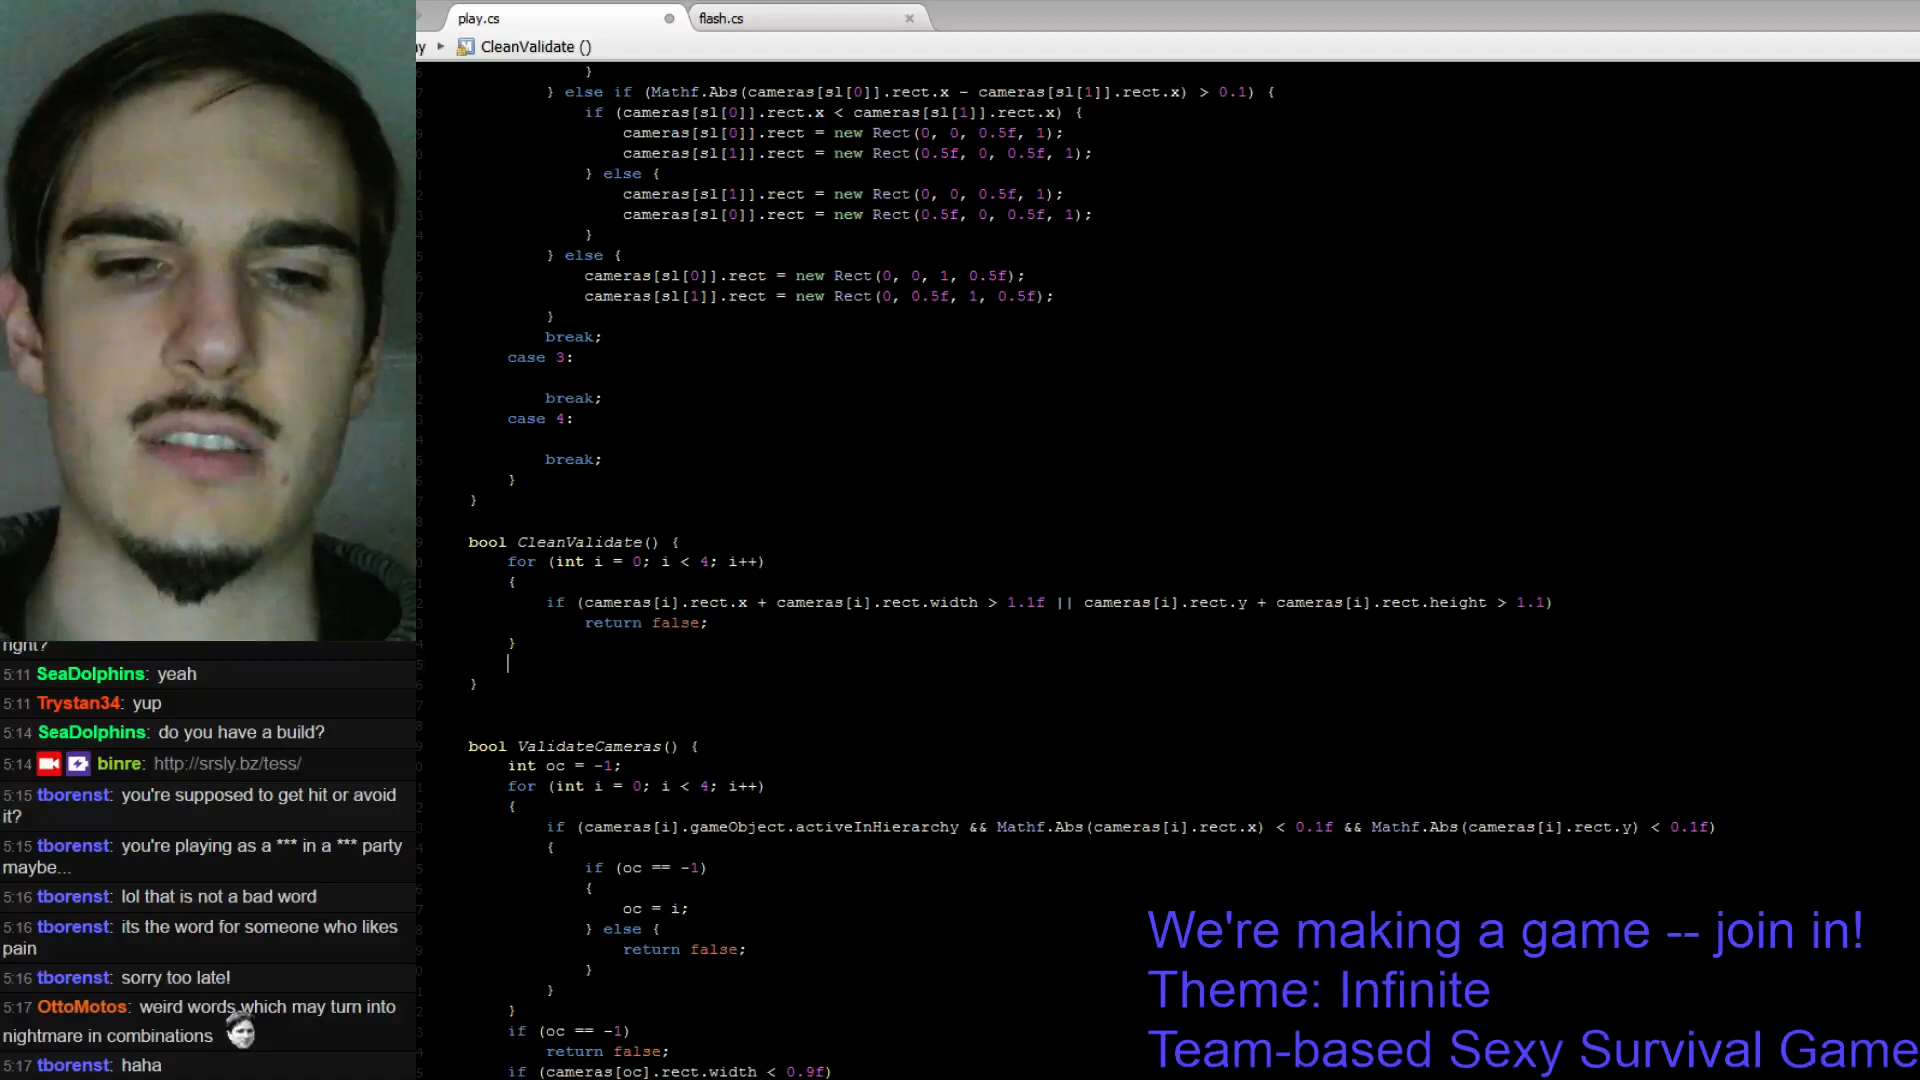 play.cs
flash.cs
CleanValidate ()
}
} else if (Mathf.Abs(cameras[sl[0]].rect.x - cameras[sl[1]].rect.x) > 0.1) {
if (cameras[sl[0]].rect.x < cameras[sl[1]].rect.x) {
cameras[sl[0]].rect = new Rect(0, 0, 0.5f, 1);
cameras[sl[1]].rect = new Rect(0.5f, 0, 0.5f, 1);
} else {
cameras[sl[1]].rect = new Rect(0, 0, 0.5f, 1);
cameras[sl[0]].rect = new Rect(0.5f, 0, 0.5f, 1);
}
} else {
cameras[sl[0]].rect = new Rect(0, 0, 1, 0.5f);
cameras[sl[1]].rect = new Rect(0, 0.5f, 1, 0.5f);
}
break;
case 3:
break;
case 4:
break;
}
}
bool CleanValidate() {
for (int i = 0; i < 4; i++)
{
if (cameras[i].rect.x + cameras[i].rect.width > 1.1f || cameras[i].rect.y + cameras[i].rect.height > 1.1)
return false;
}
}
bool ValidateCameras() {
int oc = -1;
for (int i = 0; i < 4; i++)
{
if (cameras[i].gameObject.activeInHierarchy && Mathf.Abs(cameras[i].rect.x) < 0.1f && Mathf.Abs(cameras[i].rect.y) < 0.1f)
{
if (oc == -1)
{
oc = i;
} else {
return false;
}
}
}
if (oc == -1)
return false;
if (cameras[oc].rect.width < 0.9f)
right?
5:11 SeaDolphins: yeah
5:11 Trystan34: yup
5:14 SeaDolphins: do you have a build?
5:14 binre: http://srsly.bz/tess/
5:15 tborenst: you're supposed to get hit or avoid
it?
5:15 tborenst: you're playing as a *** in a *** party
maybe...
5:16 tborenst: lol that is not a bad word
5:16 tborenst: its the word for someone who likes
pain
5:16 tborenst: sorry too late!
5:17 OttoMotos: weird words which may turn into
nightmare in combinations
5:17 tborenst: haha
We're making a game -- join in!
Theme: Infinite
Team-based Sexy Survival Game